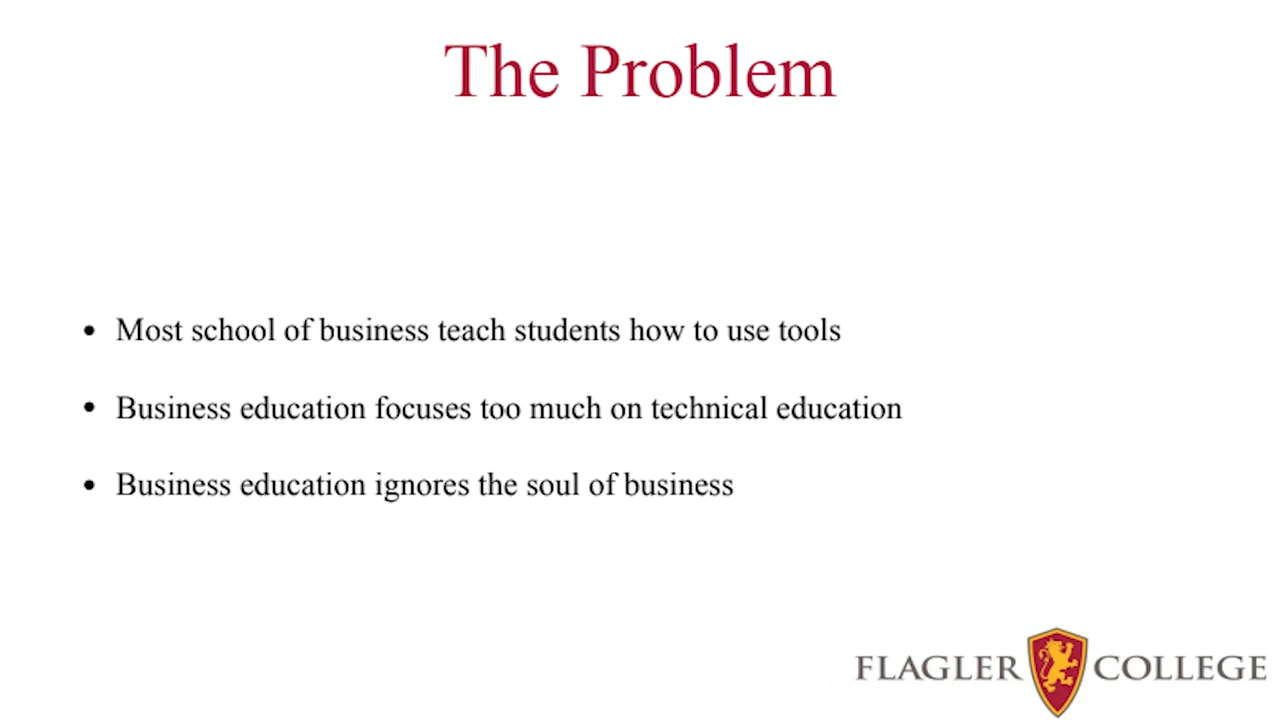 The Problem
• Most school of business teach students how to use tools
• Business education focuses too much on technical education
• Business education ignores the soul of business
FLAGLER COLLEGE